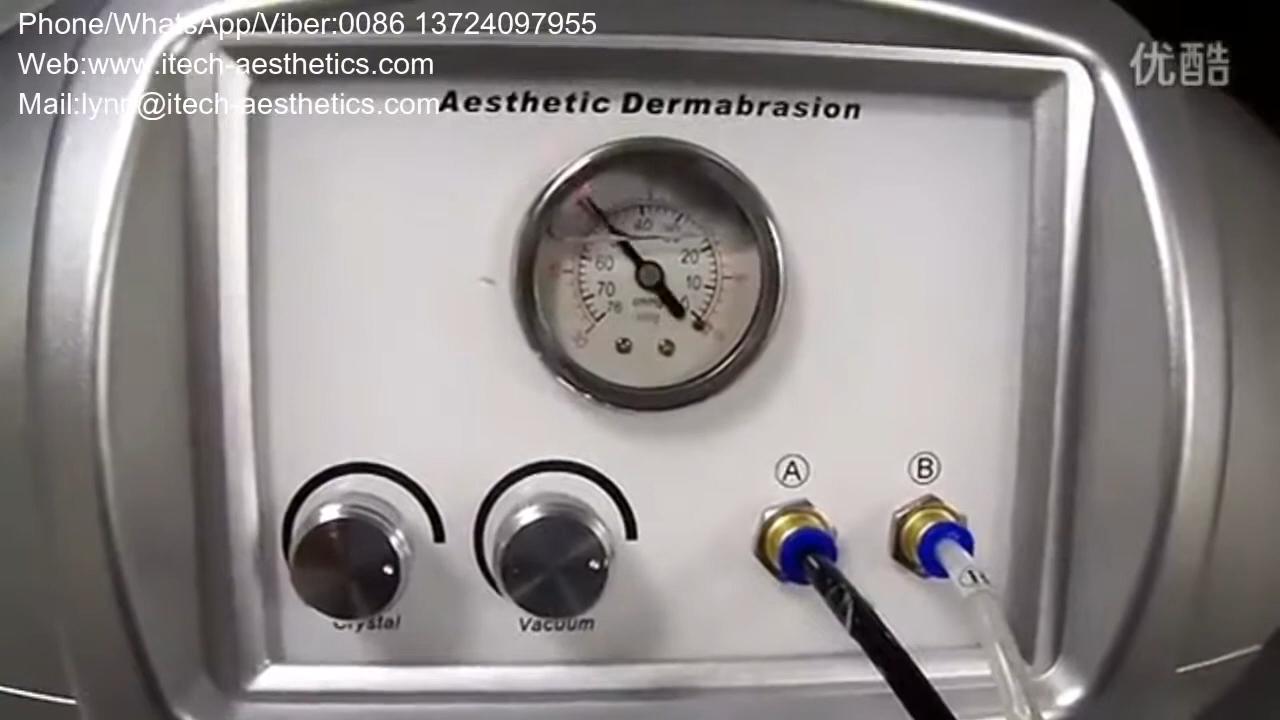 Phone/WhatsApp/Viber:0086 13724097955
Web:www.itech-aesthetics.com
Mail:lynn@itech-aesthetics.com
优酷
Aesthetic Dermabrasion
40
60
20
70
10
76
0
A
B
Crystal
Vacuum